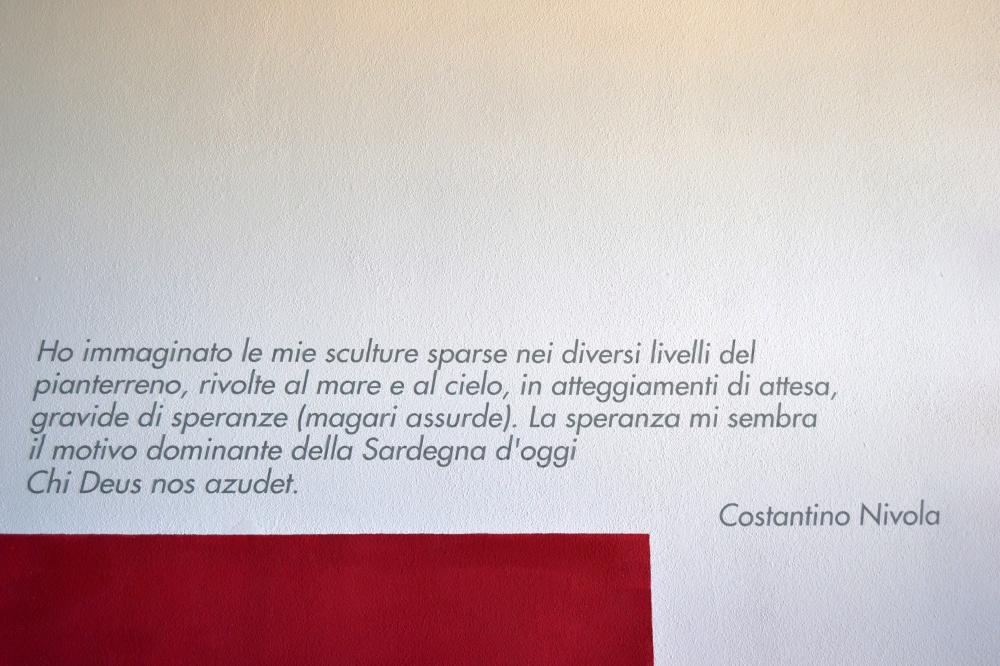 Ho immaginato le mie sculture sparse nei diversi livelli del
pianterreno, rivolte al mare e al cielo, in atteggiamenti di attesa,
gravide di speranze (magari assurde). La speranza mi sembra
il motivo dominante della Sardegna d'oggi
Chi Deus nos azudet.
Costantino Nivola